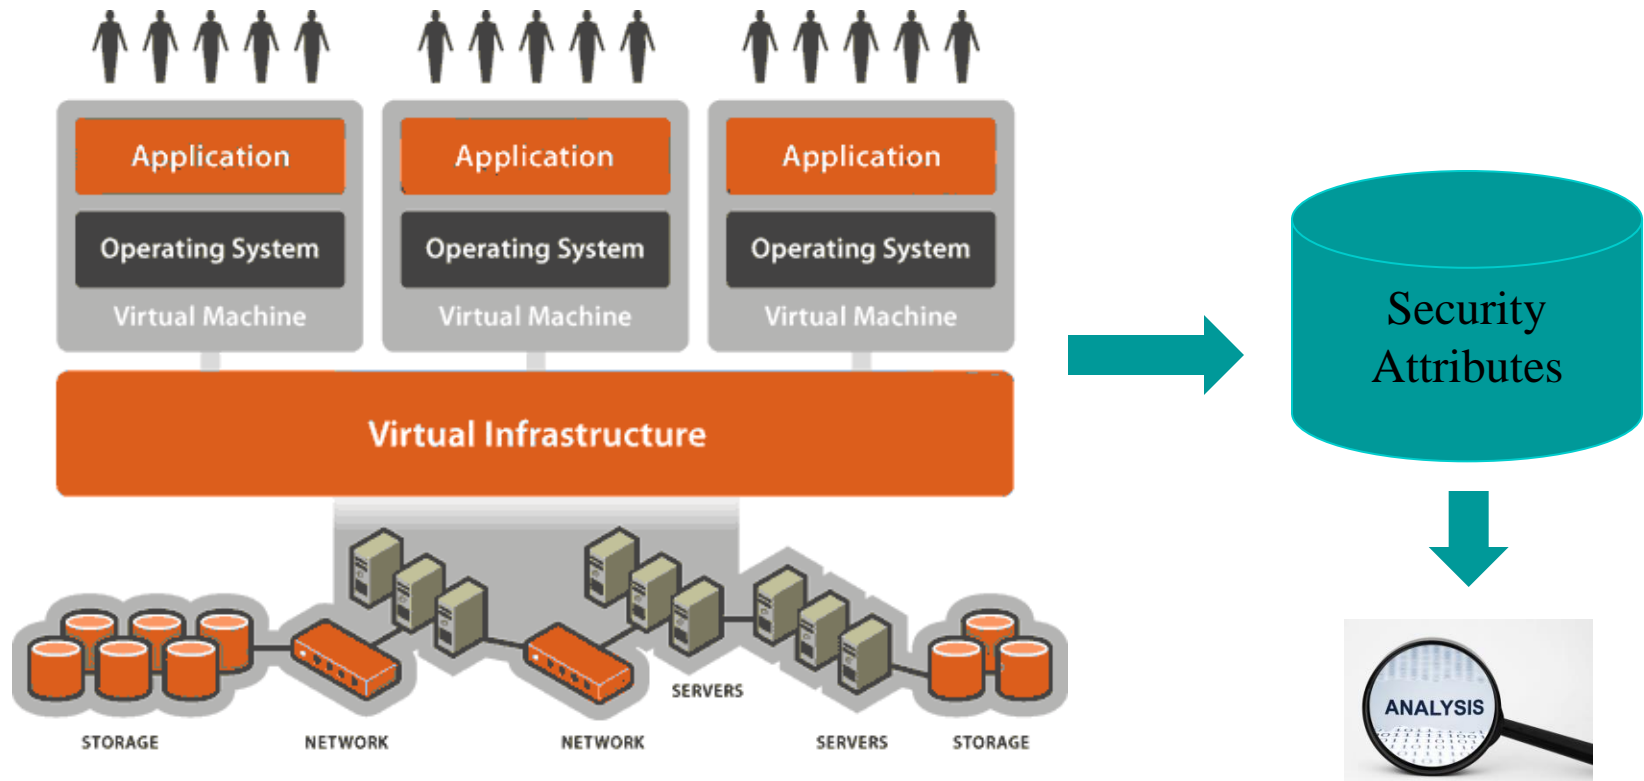 Application
Application
Application
Operating System
Operating System
Operating System
Virtual Machine
Virtual Machine
Virtual Machine
Virtual Infrastructure
SERVERS
STORAGE
NETWORK
NETWORK
SERVERS
STORAGE
Security
Attributes
ANALYSIS